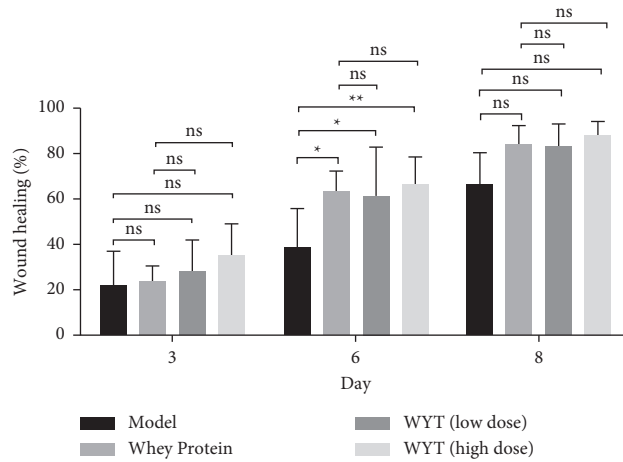 ns
ns
ns
ns
ns
100
ns
**
ns
80
ns
*
ns
*
60
ns
ns
40
ns
20
0
Wound healing (%)
3
6
8
Day
Model
WYT (low dose)
Whey Protein
WYT (high dose)